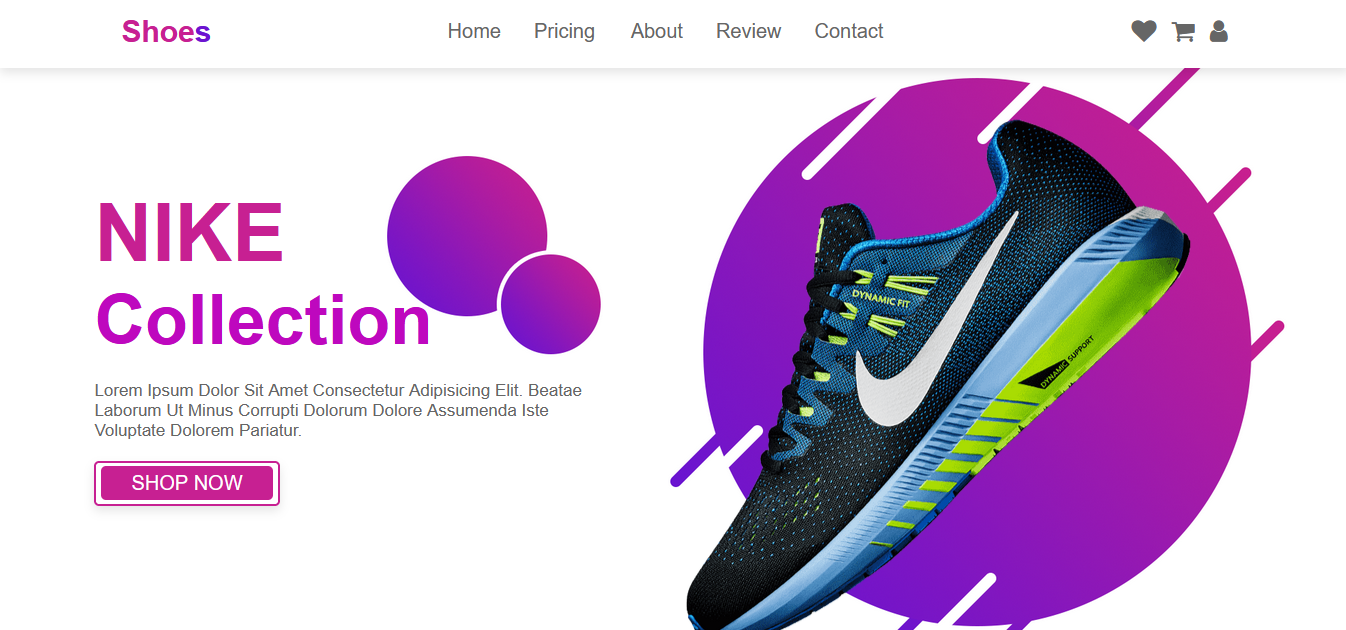 Shoes
Home Pricing About Review Contact
NIKE
Collection
Lorem Ipsum Dolor Sit Amet Consectetur Adipisicing Elit. Beatae
Laborum Ut Minus Corrupti Dolorum Dolore Assumenda Iste
Voluptate Dolorem Pariatur.
SHOP NOW
DYNAMIC FIT
DYNAMIC SUPPORT